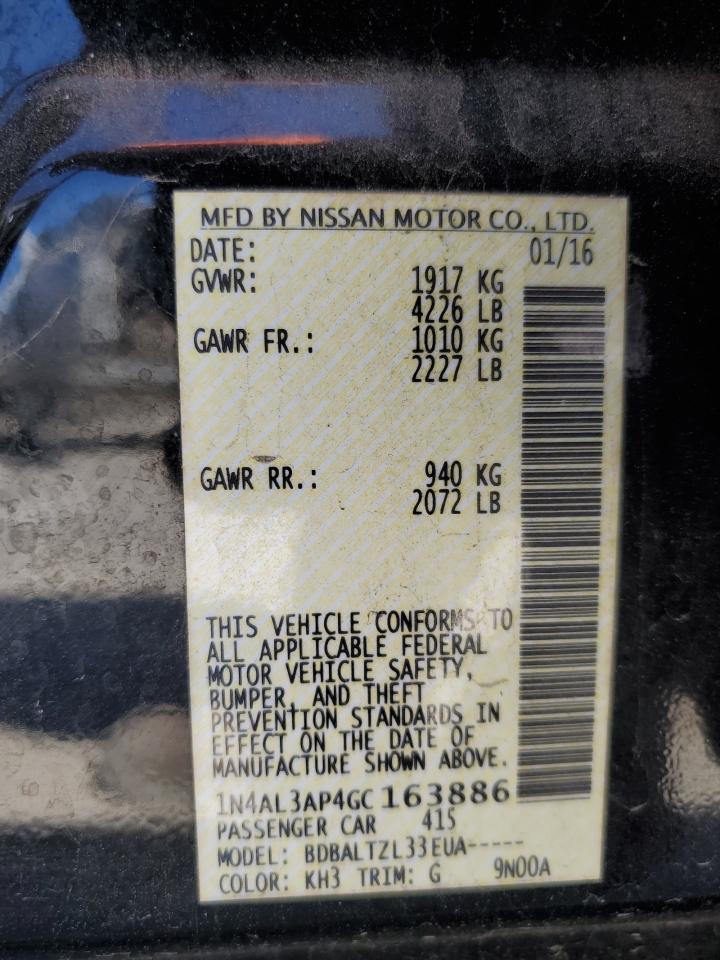 MFD BY NISSAN MOTOR CO., LTD.
DATE: 01/16
GVWR: 1917 KG
4226 LB
GAWR FR.: 1010 KG
2227 LB
GAWR RR.: 940 KG
2072 LB
THIS VEHICLE CONFORMS TO
ALL APPLICABLE FEDERAL
MOTOR VEHICLE SAFETY,
BUMPER, AND THEFT
PREVENTION STANDARDS IN
EFFECT ON THE DATE OF
MANUFACTURE SHOWN ABOVE.
1N4AL3AP4GC163886
PASSENGER CAR 415
MODEL: BDBALTZL33EUA-----
COLOR: KH3 TRIM: G 9N00A